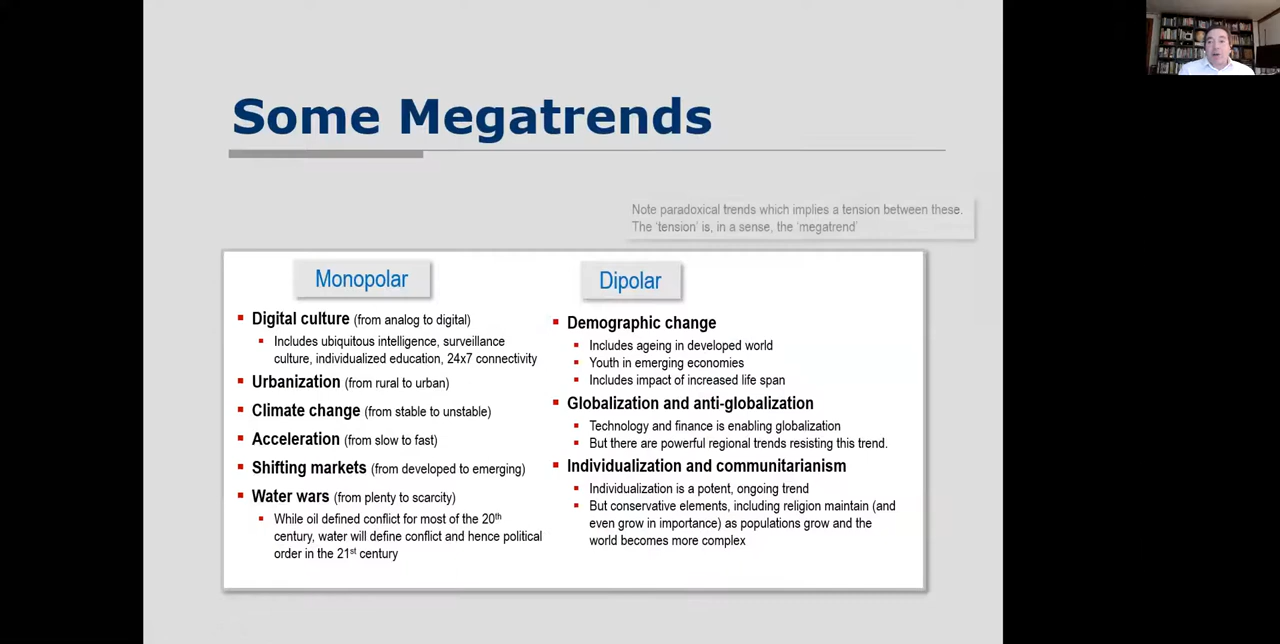 Some Megatrends
Note paradoxical trends which implies a tension between these.
The 'tension' is, in a sense, the 'megatrend'
Monopolar
Digital culture (from analog to digital)
Includes ubiquitous intelligence, surveillance
culture, individualized education, 24x7 connectivity
Urbanization (from rural to urban)
Climate change (from stable to unstable)
Acceleration (from slow to fast)
Shifting markets (from developed to emerging)
Water wars (from plenty to scarcity)
While oil defined conflict for most of the 20th
century, water will define conflict and hence political
order in the 21st century
Dipolar
Demographic change
Includes ageing in developed world
Youth in emerging economies
Includes impact of increased life span
Globalization and anti-globalization
Technology and finance is enabling globalization
But there are powerful regional trends resisting this trend.
Individualization and communitarianism
Individualization is a potent, ongoing trend
But conservative elements, including religion maintain (and
even grow in importance) as populations grow and the
world becomes more complex